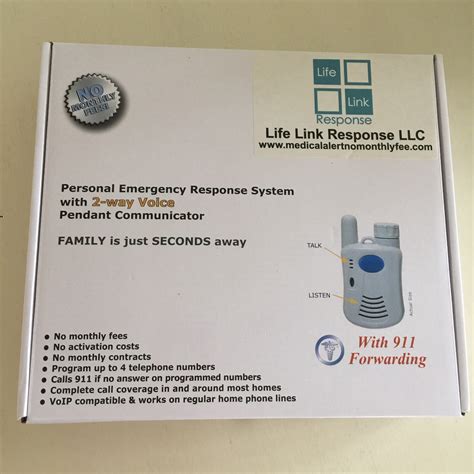 NO
MONTHLY
FEES!
Life
Link
Response
Life Link Response LLC
www.medicalalertnomonthlyfee.com
Personal Emergency Response System
with 2-way Voice
Pendant Communicator
FAMILY is just SECONDS away
TALK
LISTEN
Actual Size
With 911
Forwarding
• No monthly fees
• No activation costs
• No monthly contracts
• Program up to 4 telephone numbers
• Calls 911 if no answer on programmed numbers
• Complete call coverage in and around most homes
• VoIP compatible & works on regular home phone lines